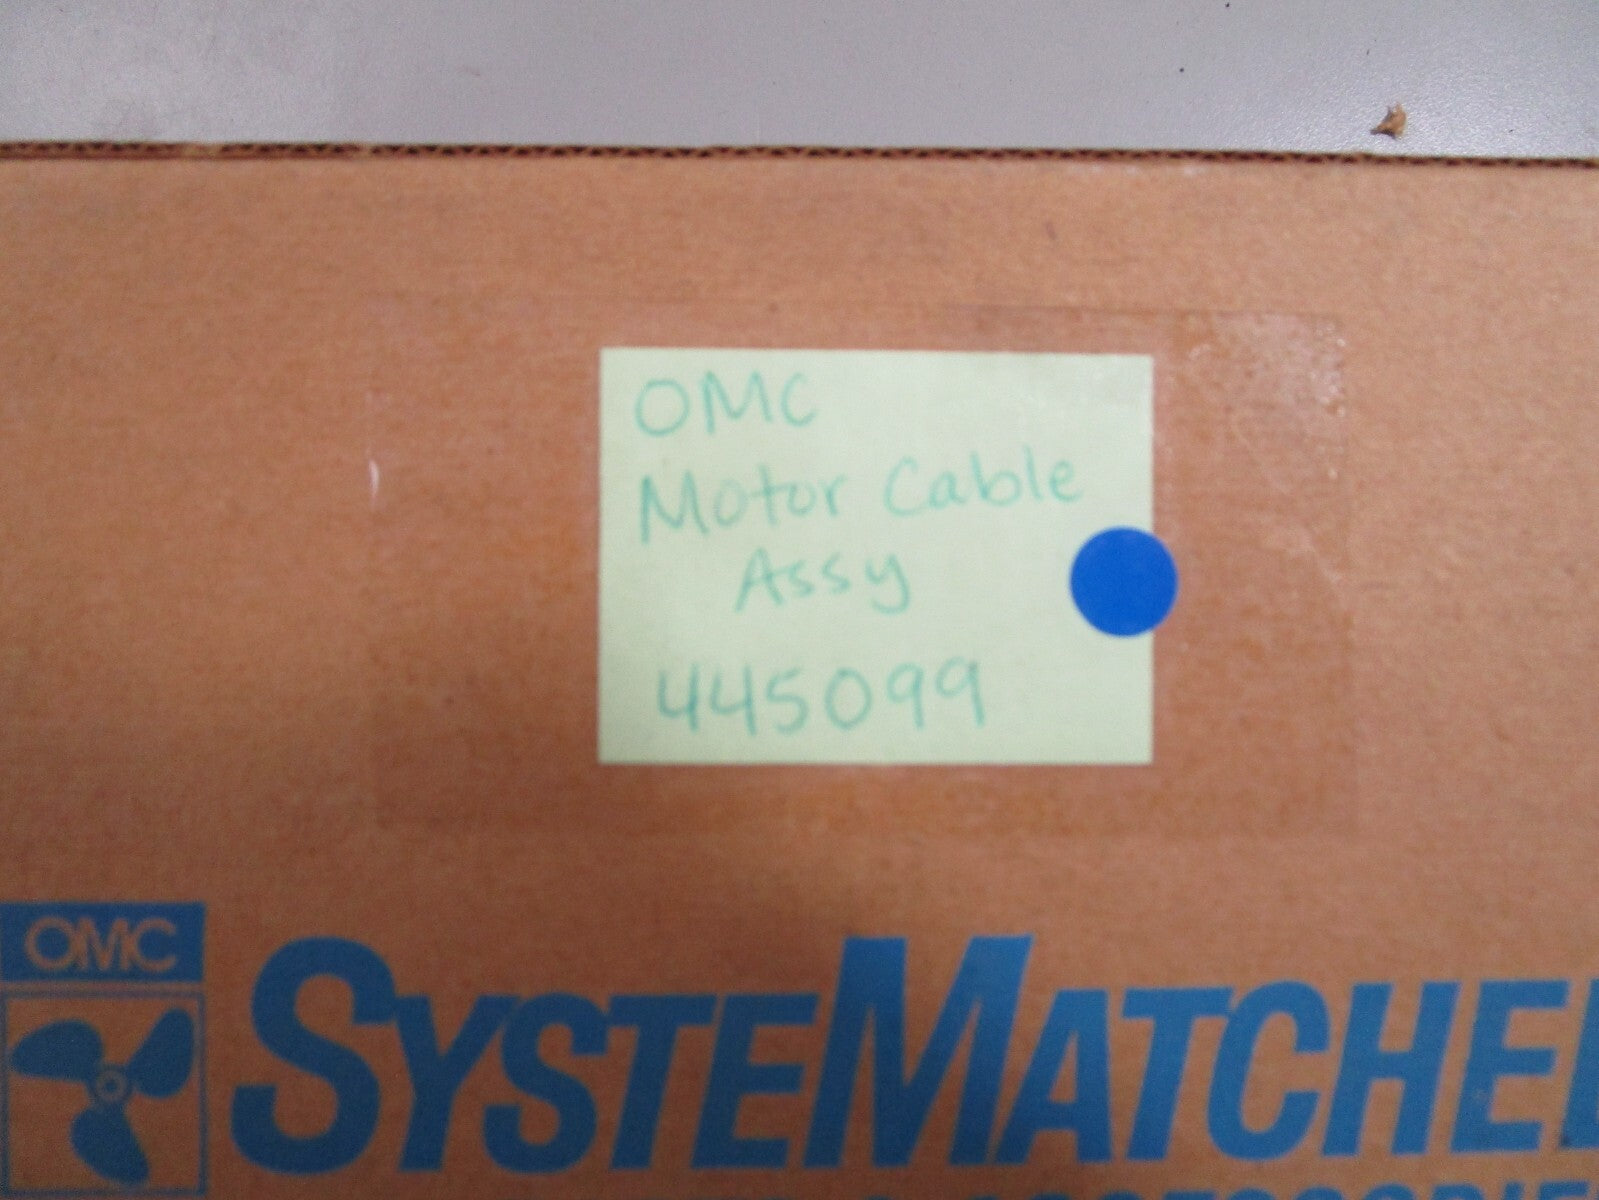 OMC
Motor Cable
Assy
445099
OMC
SYSTEMATCHE